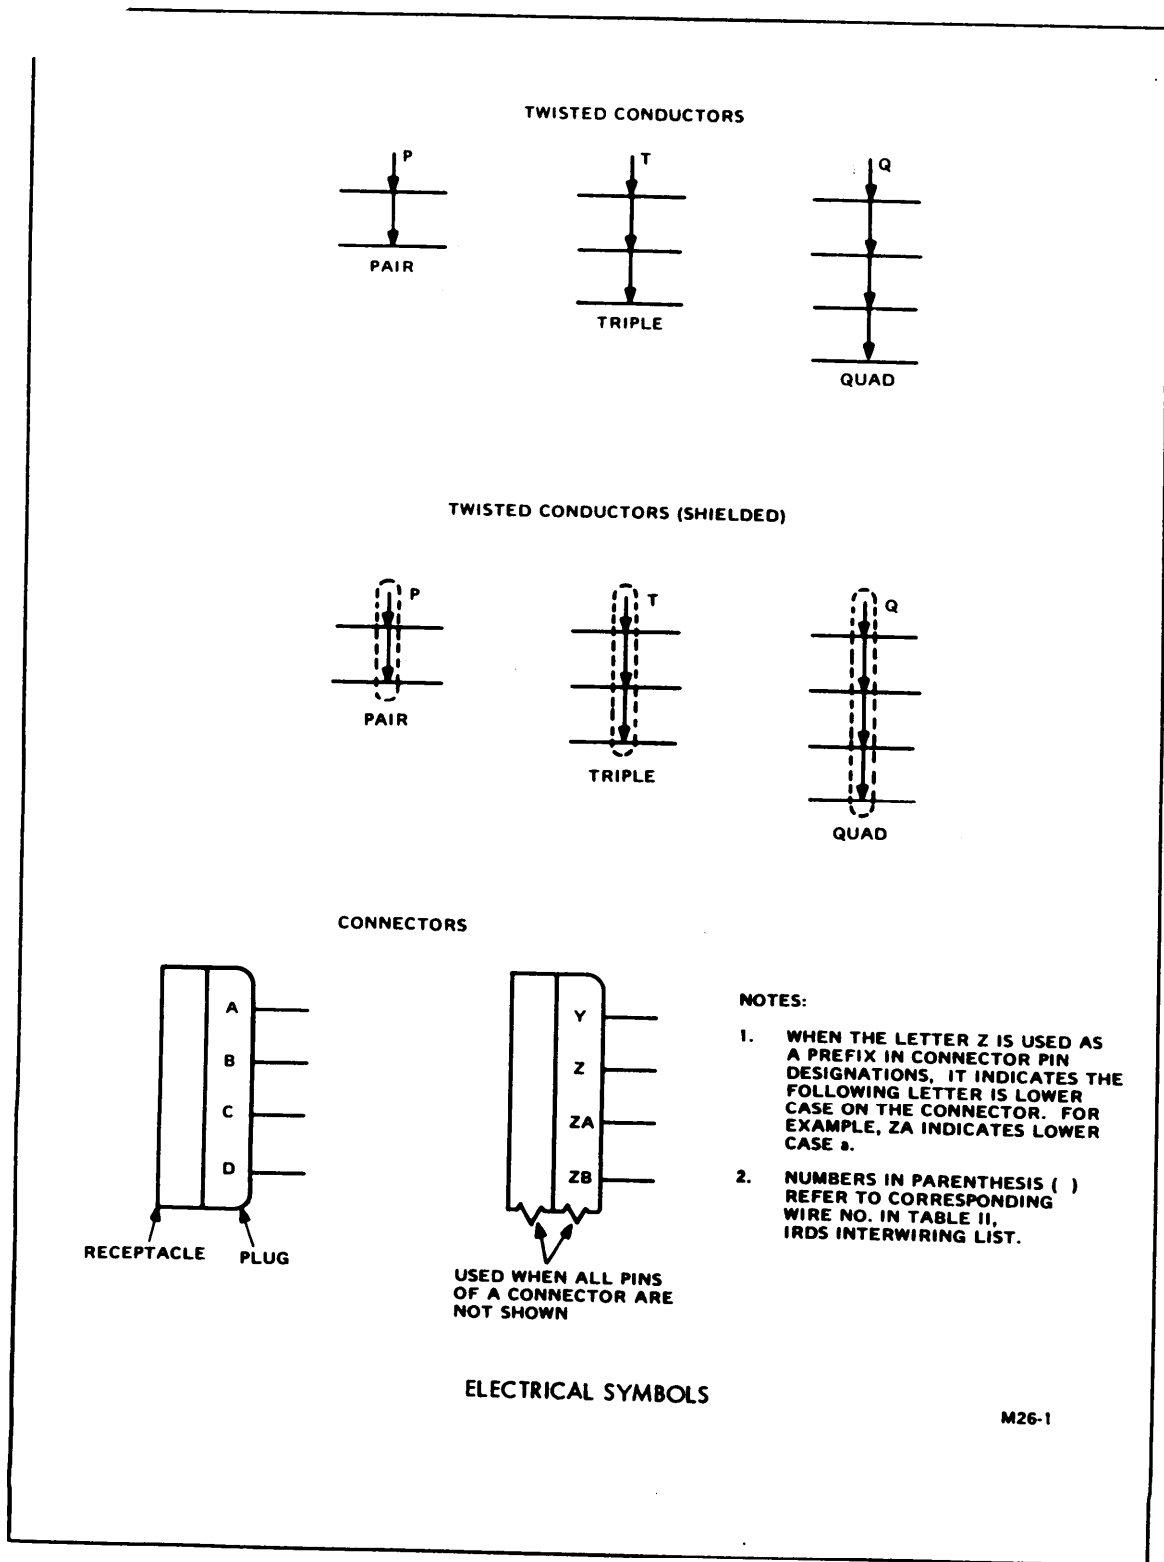 TWISTED CONDUCTORS
P
T
Q
PAIR
TRIPLE
QUAD
TWISTED CONDUCTORS (SHIELDED)
P
T
Q
PAIR
TRIPLE
QUAD
CONNECTORS
A
B
C
D
RECEPTACLE
PLUG
Y
Z
ZA
ZB
USED WHEN ALL PINS
OF A CONNECTOR ARE
NOT SHOWN
NOTES:
1. WHEN THE LETTER Z IS USED AS
A PREFIX IN CONNECTOR PIN
DESIGNATIONS, IT INDICATES THE
FOLLOWING LETTER IS LOWER
CASE ON THE CONNECTOR. FOR
EXAMPLE, ZA INDICATES LOWER
CASE a.
2. NUMBERS IN PARENTHESIS ( )
REFER TO CORRESPONDING
WIRE NO. IN TABLE II,
IRDS INTERWIRING LIST.
ELECTRICAL SYMBOLS
M26-1